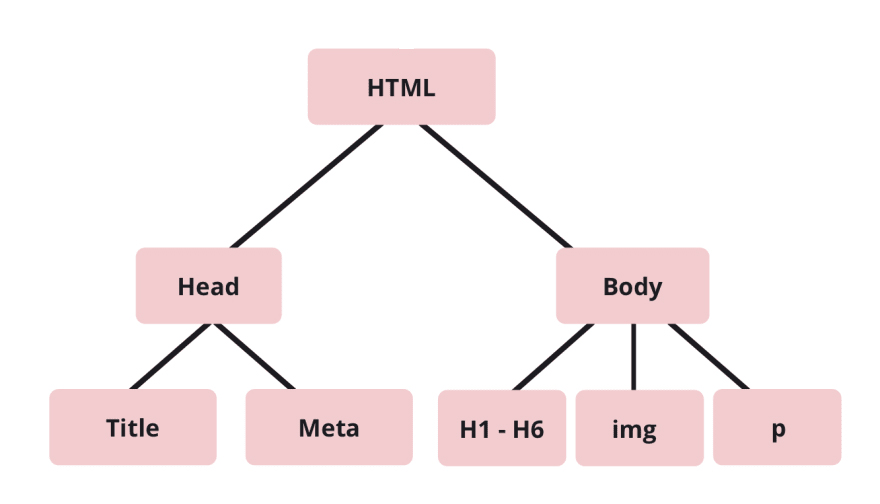 HTML
Head
Body
Title
Meta
H1 - H6
img
p